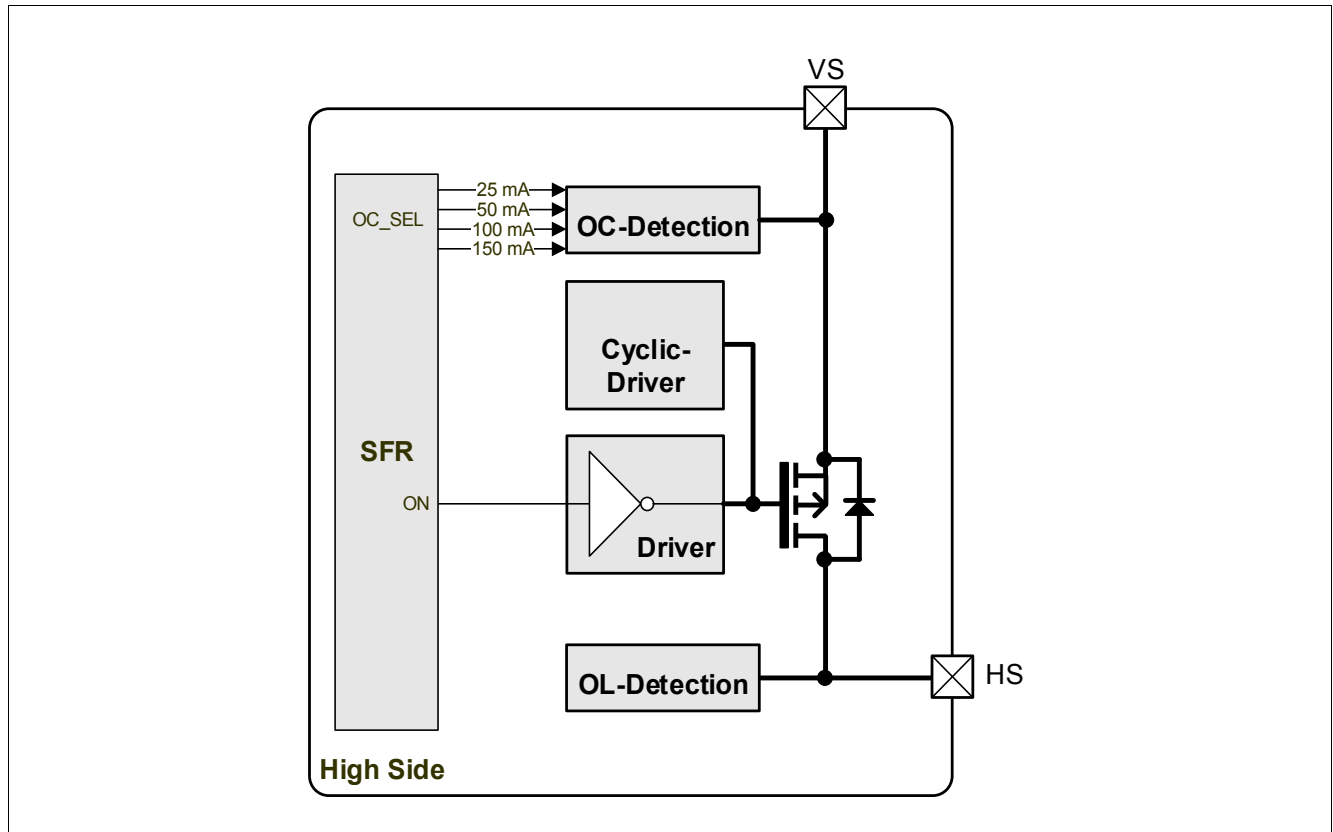 VS
25 mA
50 mA
100 mA
150 mA
OC_SEL
OC-Detection
Cyclic-
Driver
SFR
ON
Driver
OL-Detection
HS
High Side